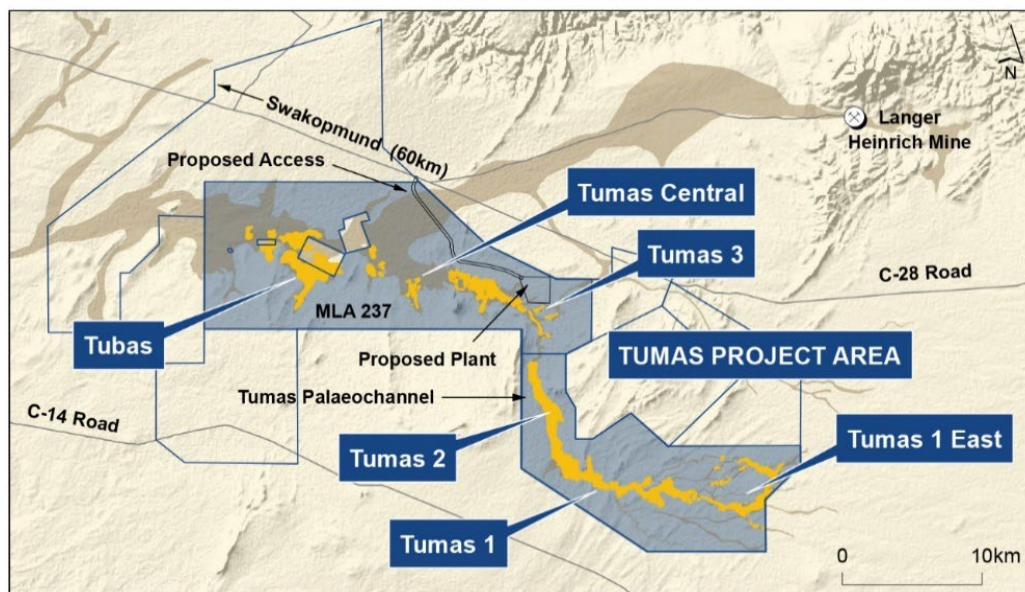 N
Swakopmund (60km)
Langer
Heinrich Mine
Proposed Access
Tumas Central
Tumas 3
C-28 Road
MLA 237
Tubas
Proposed Plant
TUMAS PROJECT AREA
Tumas Palaeochannel
C-14 Road
Tumas 2
Tumas 1 East
Tumas 1
0
10km